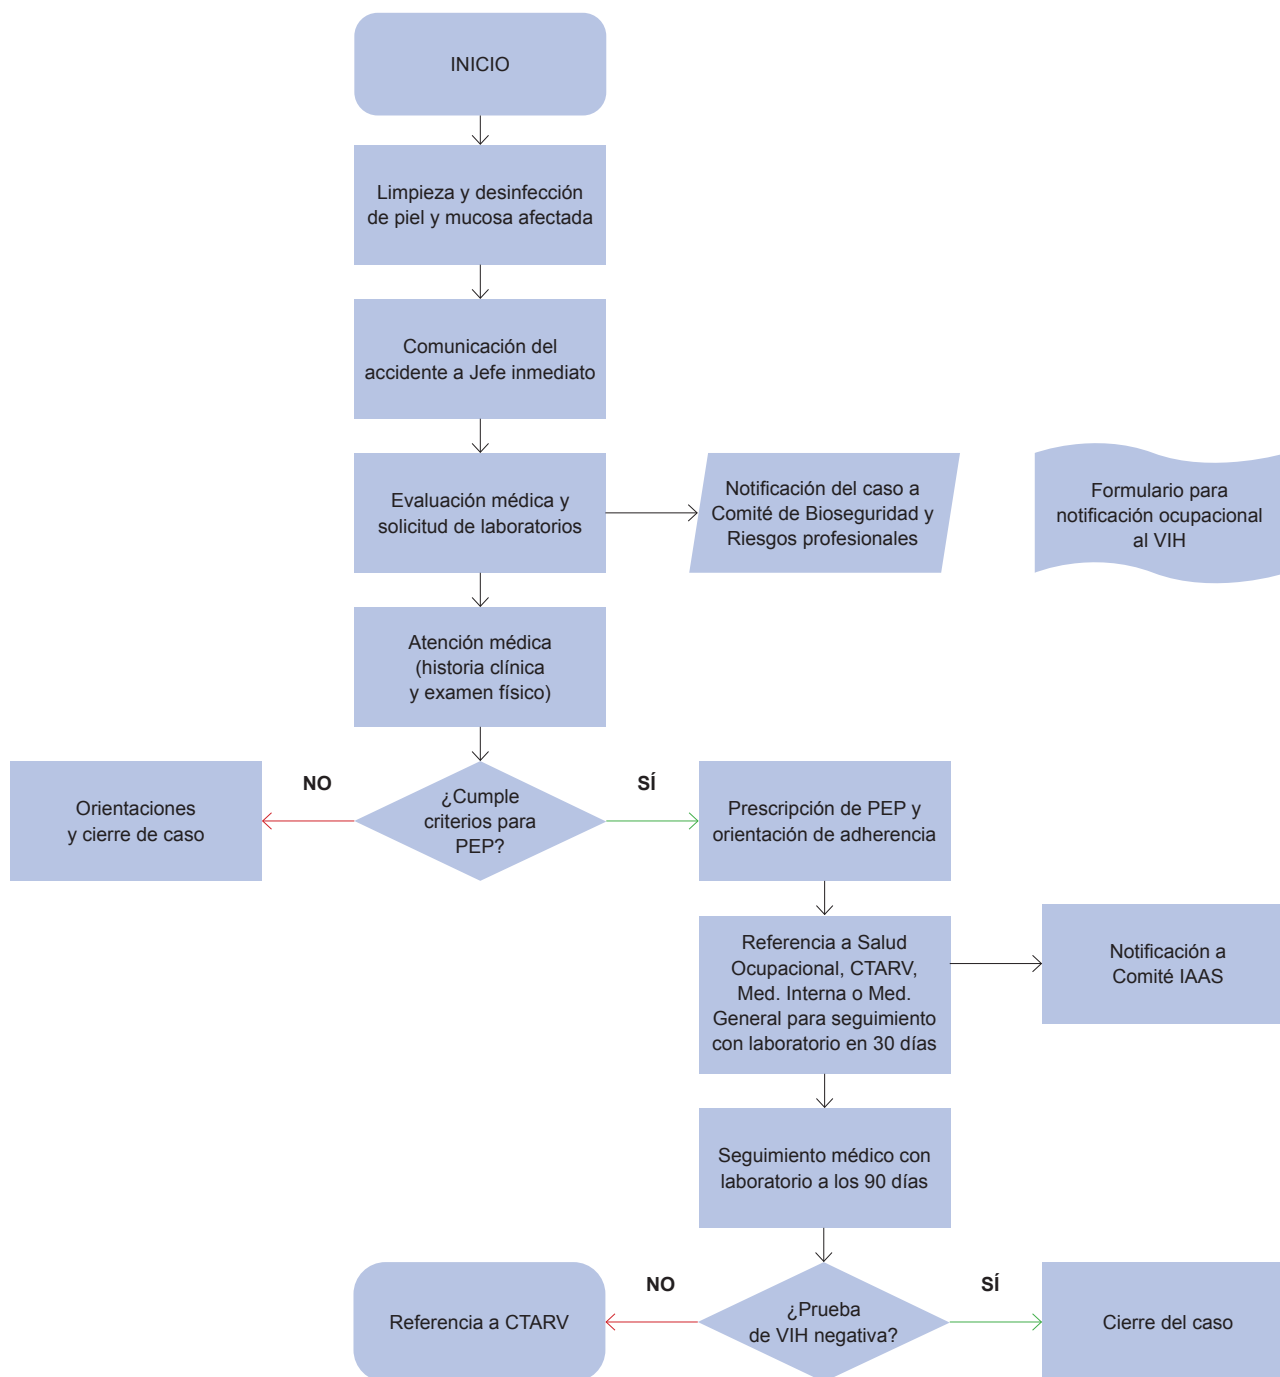 INICIO
Limpieza y desinfección
de piel y mucosa afectada
Comunicación del
accidente a Jefe inmediato
Evaluación médica y
solicitud de laboratorios
Notificación del caso a
Comité de Bioseguridad y
Riesgos profesionales
Formulario para
notificación ocupacional
al VIH
Atención médica
(historia clínica
y examen físico)
¿Cumple
criterios para
PEP?
NO
Orientaciones
y cierre de caso
SÍ
Prescripción de PEP y
orientación de adherencia
Referencia a Salud
Ocupacional, CTARV,
Med. Interna o Med.
General para seguimiento
con laboratorio en 30 días
Notificación a
Comité IAAS
Seguimiento médico con
laboratorio a los 90 días
¿Prueba
de VIH negativa?
NO
Referencia a CTARV
SÍ
Cierre del caso